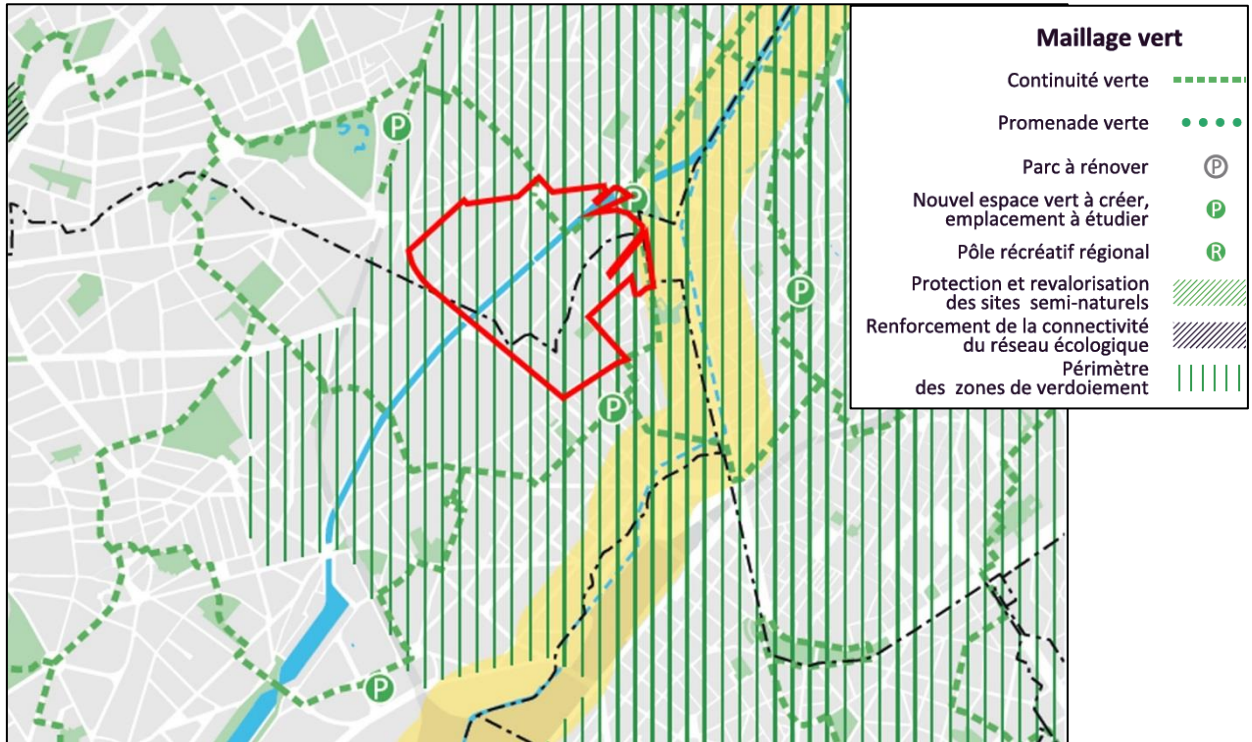 Maillage vert
Continuité verte
Promenade verte
Parc à rénover
P
Nouvel espace vert à créer,
emplacement à étudier
P
Pôle récréatif régional
R
Protection et revalorisation
des sites semi-naturels
Renforcement de la connectivité
du réseau écologique
Périmètre
des zones de verdoiement
P
P
P
P
P